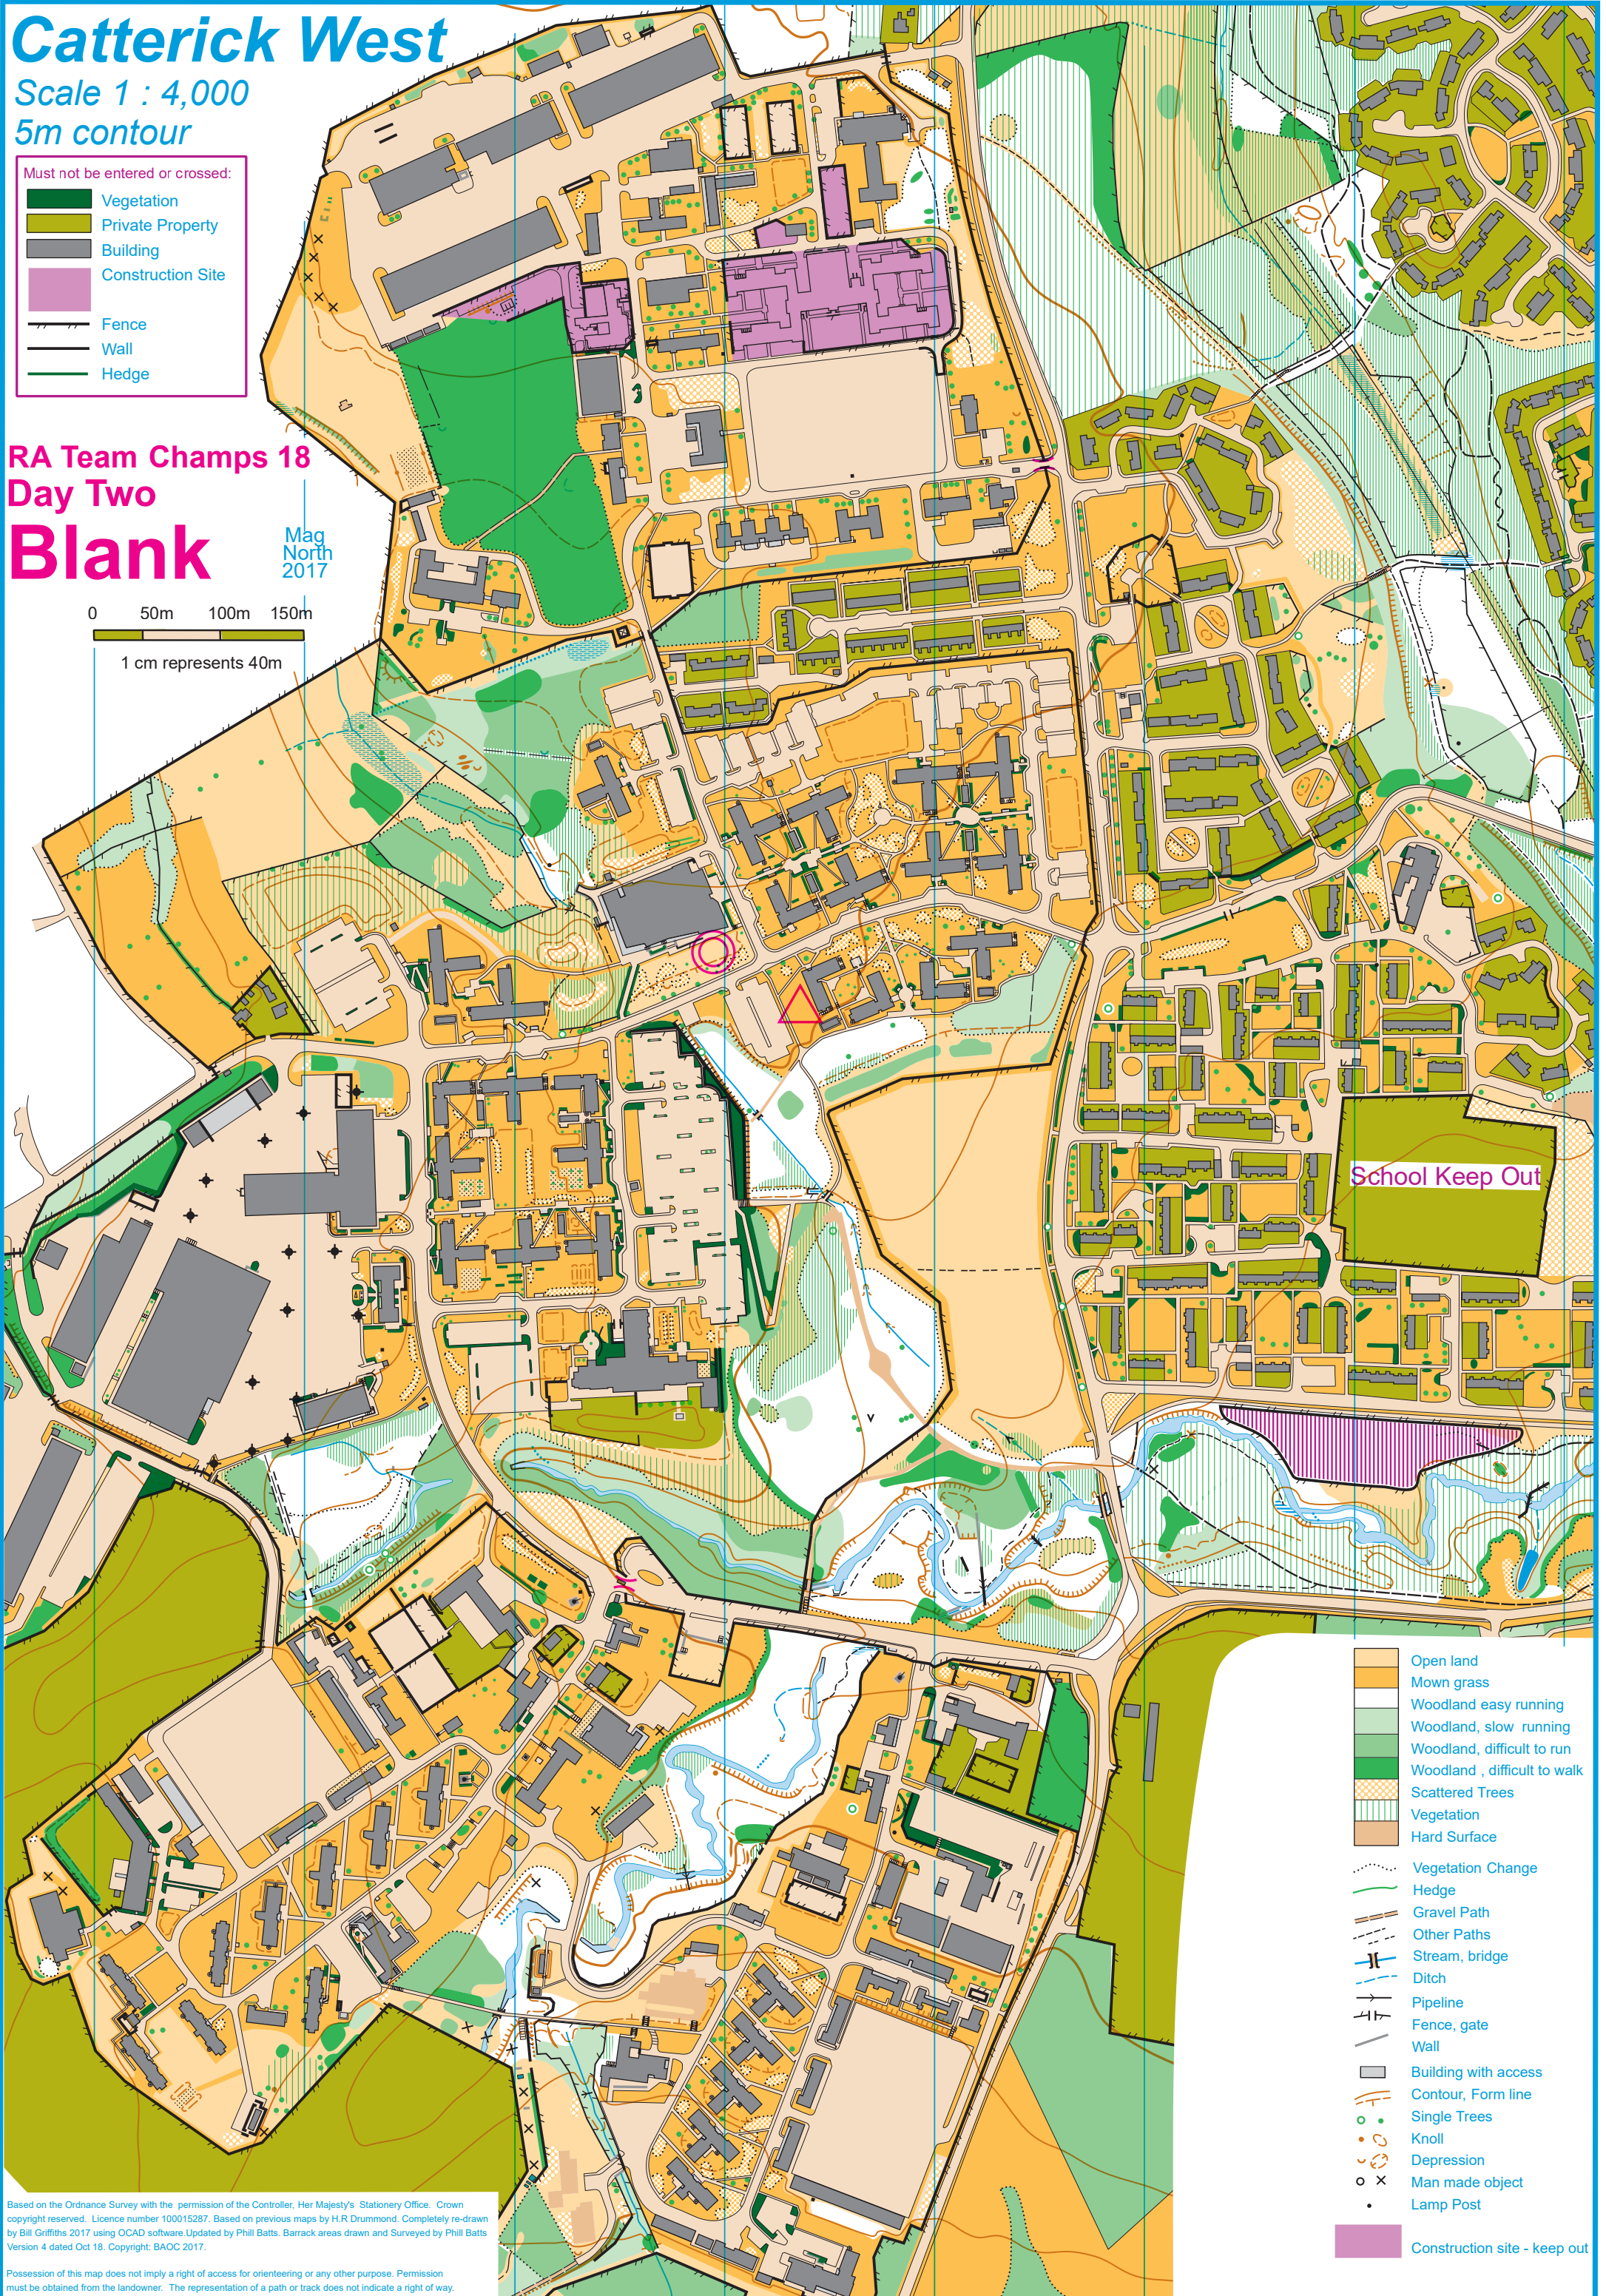 Catterick West
Scale 1 : 4,000
5m contour
Must not be entered or crossed:
Vegetation
Private Property
Building
Construction Site
Fence
Wall
Hedge
RA Team Champs 18
Day Two
Blank
Mag
North
2017
0 50m 100m 150m
1 cm represents 40m
School Keep Out
Open land
Mown grass
Woodland easy running
Woodland, slow running
Woodland, difficult to run
Woodland , difficult to walk
Scattered Trees
Vegetation
Hard Surface
Vegetation Change
Hedge
Gravel Path
Other Paths
Stream, bridge
Ditch
Pipeline
Fence, gate
Wall
Building with access
Contour, Form line
Single Trees
Knoll
Depression
Man made object
Lamp Post
Construction site - keep out
Based on the Ordnance Survey with the permission of the Controller, Her Majesty's Stationery Office. Crown
copyright reserved. Licence number 100015287. Based on previous maps by H.R Drummond. Completely re-drawn
by Bill Griffiths 2017 using OCAD software.Updated by Phill Batts. Barrack areas drawn and Surveyed by Phill Batts
Version 4 dated Oct 18. Copyright: BAOC 2017.
Possession of this map does not imply a right of access for orienteering or any other purpose. Permission
must be obtained from the landowner. The representation of a path or track does not indicate a right of way.